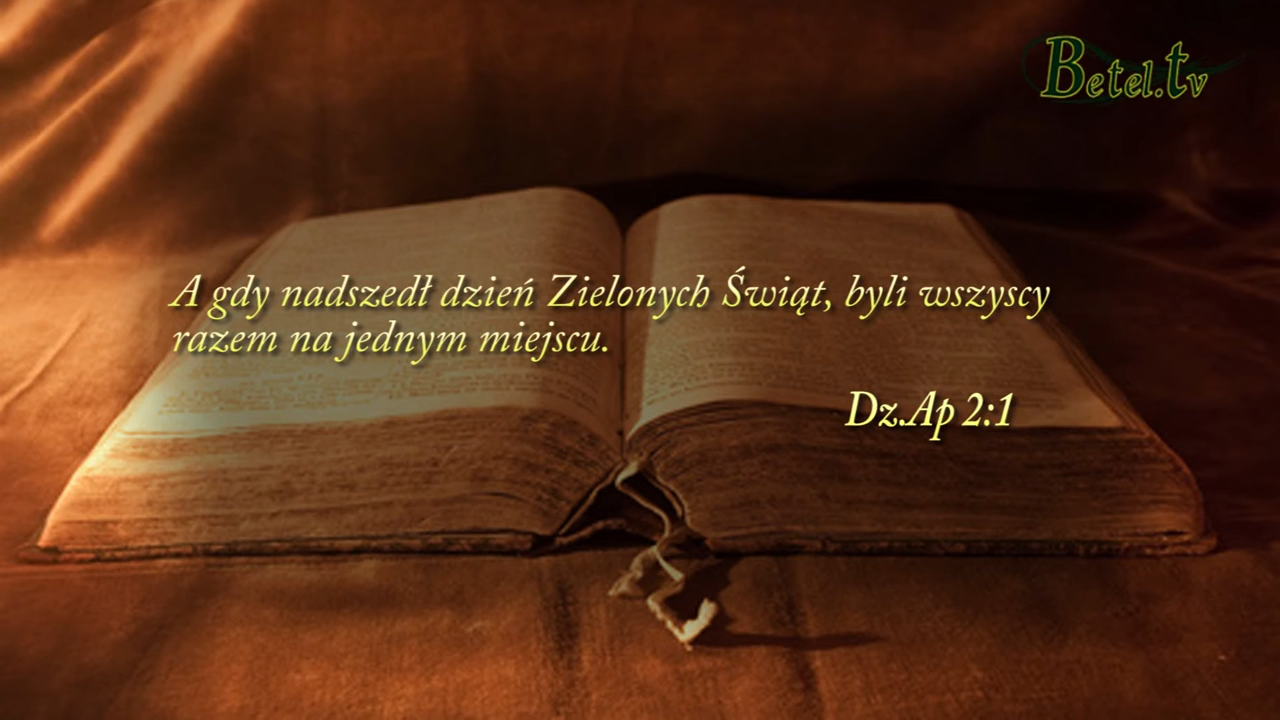 Betel.tv
A gdy nadszedł dzień Zielonych Świąt, byli wszyscy
razem na jednym miejscu.
Dz.Ap 2:1